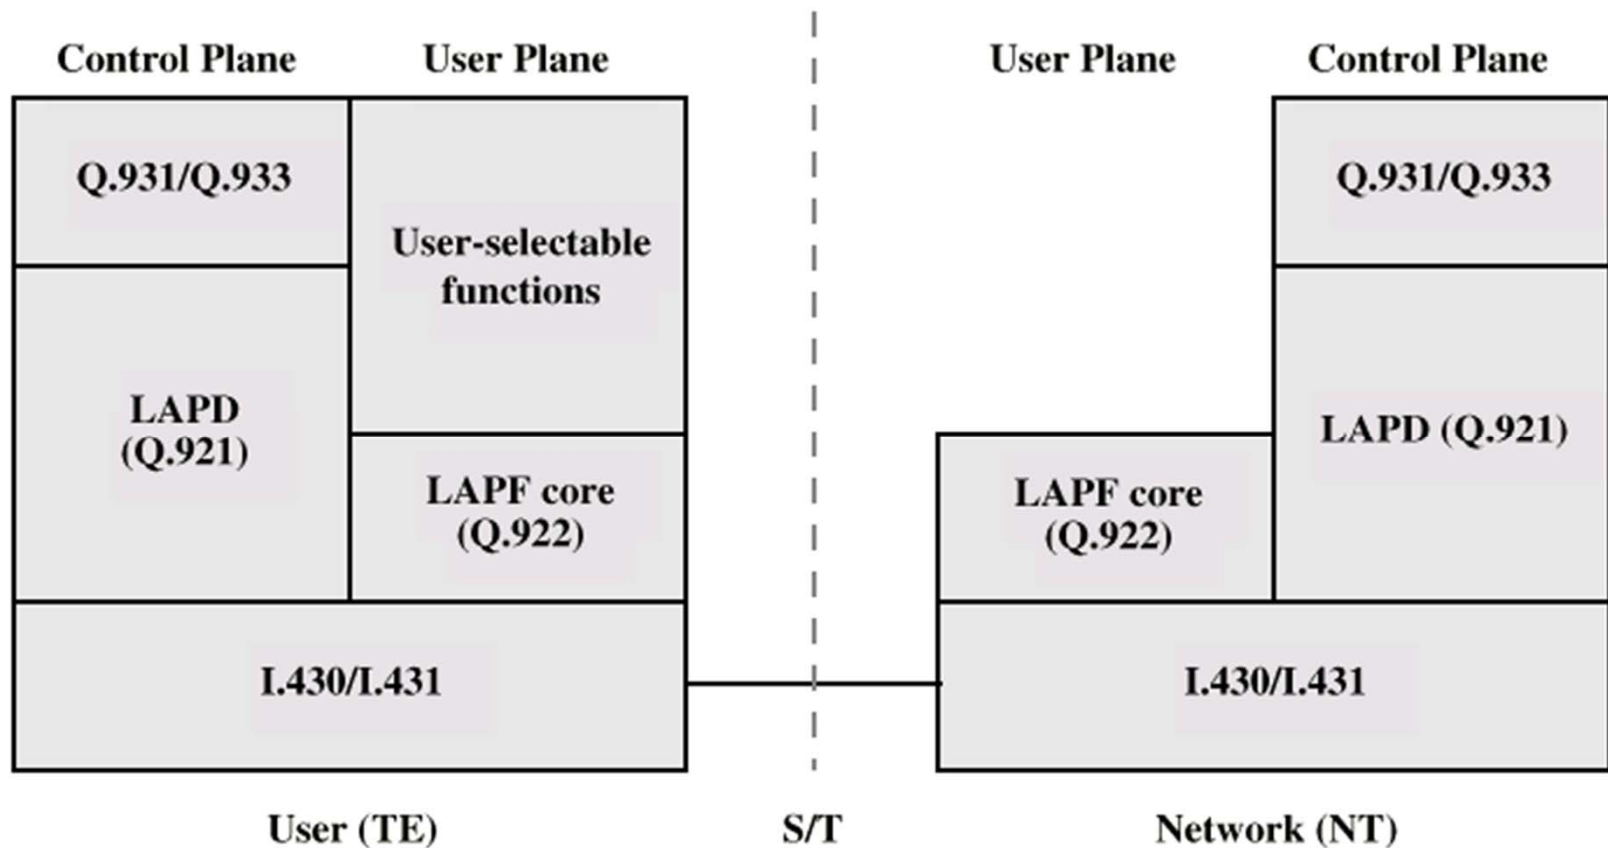 Control Plane
User Plane
User Plane
Control Plane
Q.931/Q.933
User-selectable
functions
LAPD
(Q.921)
LAPF core
(Q.922)
I.430/I.431
Q.931/Q.933
LAPD (Q.921)
LAPF core
(Q.922)
I.430/I.431
User (TE)
S/T
Network (NT)